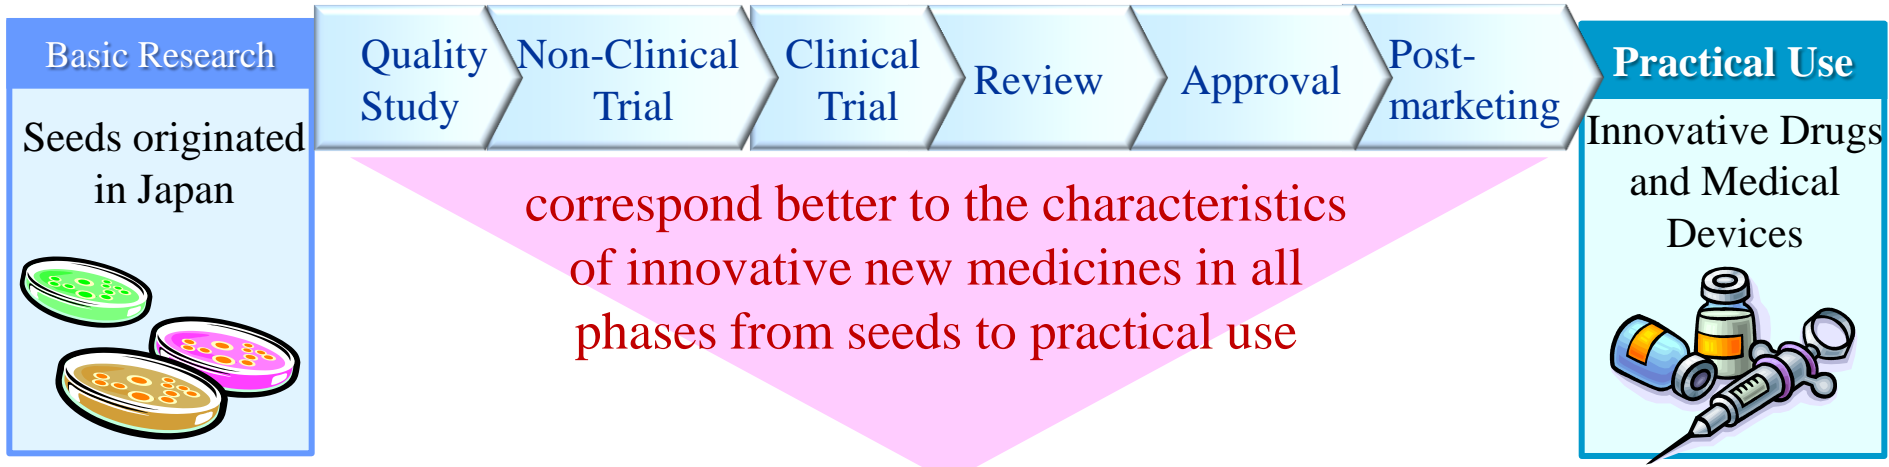 Basic Research
Seeds originated
in Japan
Quality
Study
Non-Clinical
Trial
Clinical
Trial
Review
Approval
Post-
marketing
Practical Use
Innovative Drugs
and Medical
Devices
correspond better to the characteristics
of innovative new medicines in all
phases from seeds to practical use